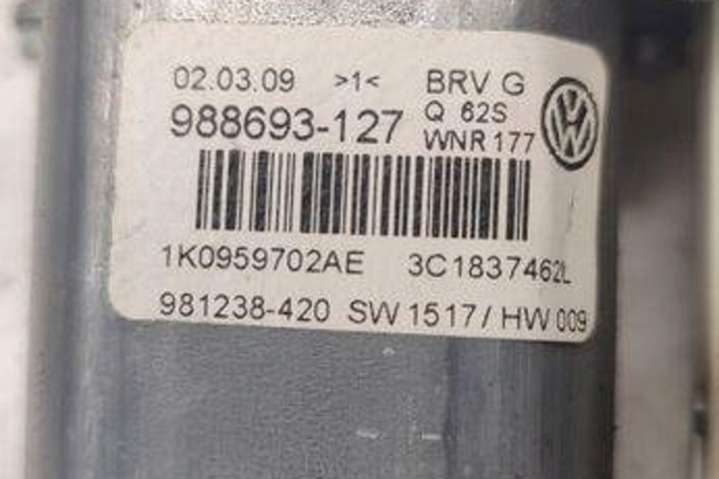 02.03.09 >1< BRV G
988693-127 Q 62S
WNR 177
1K0959702AE 3C1837462L
981238-420 SW 1517 / HW 009